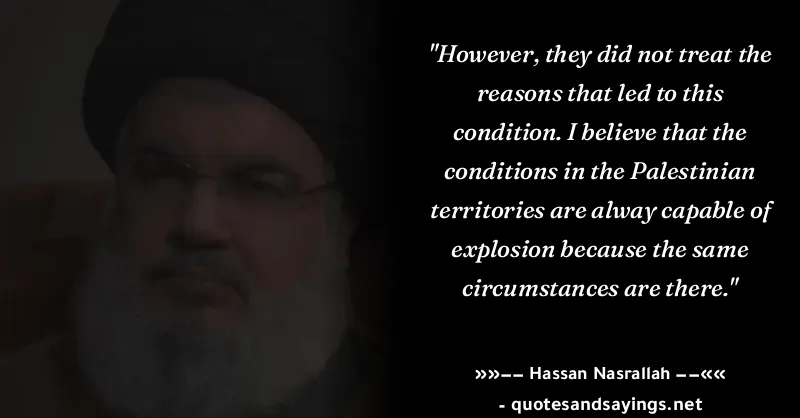 "However, they did not treat the
reasons that led to this
condition. I believe that the
conditions in the Palestinian
territories are alway capable of
explosion because the same
circumstances are there."
»»–– Hassan Nasrallah ––««
- quotesandsayings.net